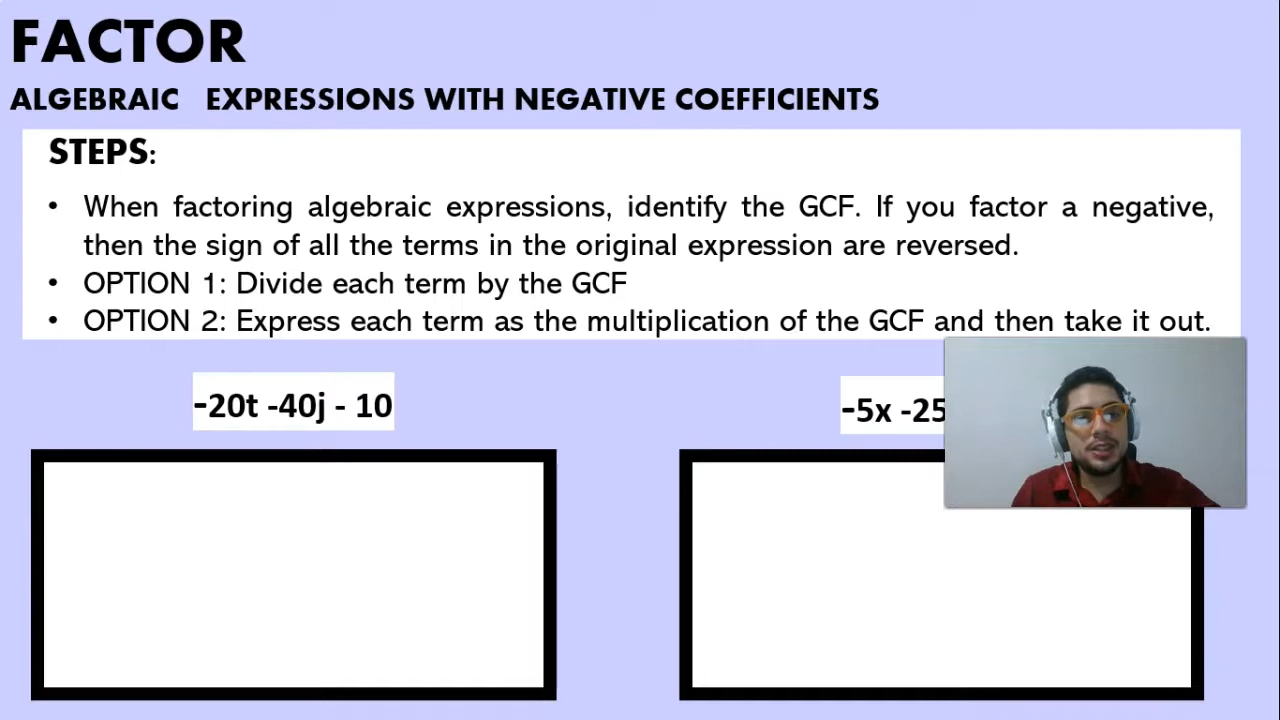 FACTOR
ALGEBRAIC EXPRESSIONS WITH NEGATIVE COEFFICIENTS
STEPS:
• When factoring algebraic expressions, identify the GCF. If you factor a negative,
then the sign of all the terms in the original expression are reversed.
• OPTION 1: Divide each term by the GCF
• OPTION 2: Express each term as the multiplication of the GCF and then take it out.
-20t -40j - 10
-5x -25